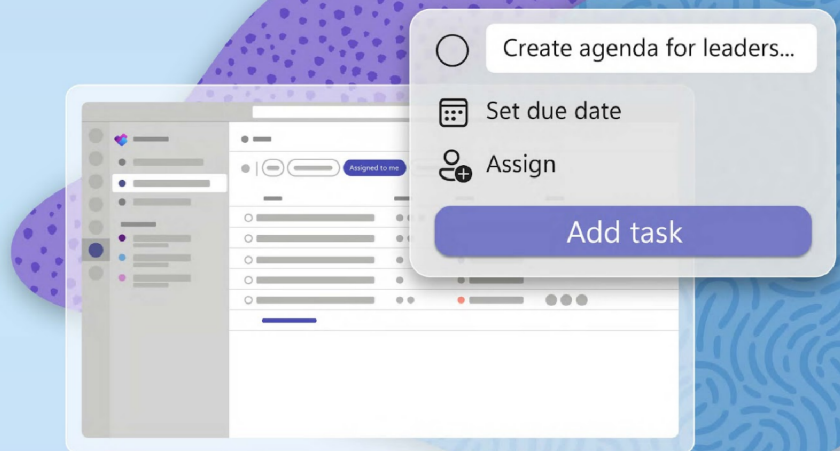 Create agenda for leaders...
Set due date
Assign
Add task
Assigned to me